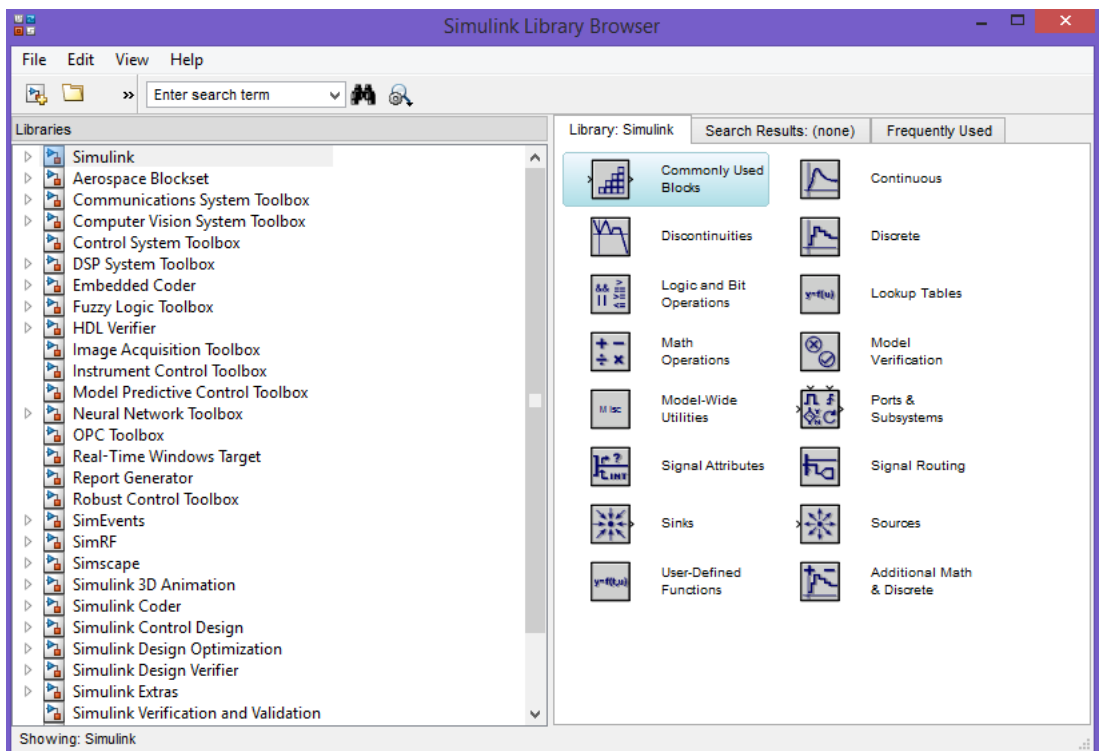 Simulink Library Browser
File Edit View Help
» Enter search term
Libraries
Simulink
Aerospace Blockset
Communications System Toolbox
Computer Vision System Toolbox
Control System Toolbox
DSP System Toolbox
Embedded Coder
Fuzzy Logic Toolbox
HDL Verifier
Image Acquisition Toolbox
Instrument Control Toolbox
Model Predictive Control Toolbox
Neural Network Toolbox
OPC Toolbox
Real-Time Windows Target
Report Generator
Robust Control Toolbox
SimEvents
SimRF
Simscape
Simulink 3D Animation
Simulink Coder
Simulink Control Design
Simulink Design Optimization
Simulink Design Verifier
Simulink Extras
Simulink Verification and Validation
Library: Simulink Search Results: (none) Frequently Used
Commonly Used
Blocks
Continuous
Discontinuities
Discrete
&& > || >= <=
Logic and Bit
Operations
y=f(u)
Lookup Tables
+ − ÷ ×
Math
Operations
Model
Verification
Misc
Model-Wide
Utilities
Ports &
Subsystems
? INT
Signal Attributes
Signal Routing
Sinks
Sources
y=f(t,u)
User-Defined
Functions
Additional Math
& Discrete
Showing: Simulink